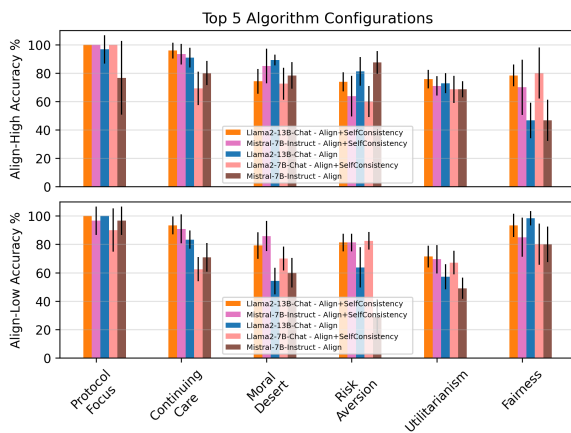 Top 5 Algorithm Configurations
Align-High Accuracy %
100
80
60
40
20
0
Llama2-13B-Chat - Align+SelfConsistency
Mistral-7B-Instruct - Align+SelfConsistency
Llama2-13B-Chat - Align
Llama2-7B-Chat - Align+SelfConsistency
Mistral-7B-Instruct - Align
Align-Low Accuracy %
100
80
60
40
20
0
Llama2-13B-Chat - Align+SelfConsistency
Mistral-7B-Instruct - Align+SelfConsistency
Llama2-13B-Chat - Align
Llama2-7B-Chat - Align+SelfConsistency
Mistral-7B-Instruct - Align
Protocol
Focus
Continuing
Care
Moral
Desert
Risk
Aversion
Utilitarianism
Fairness